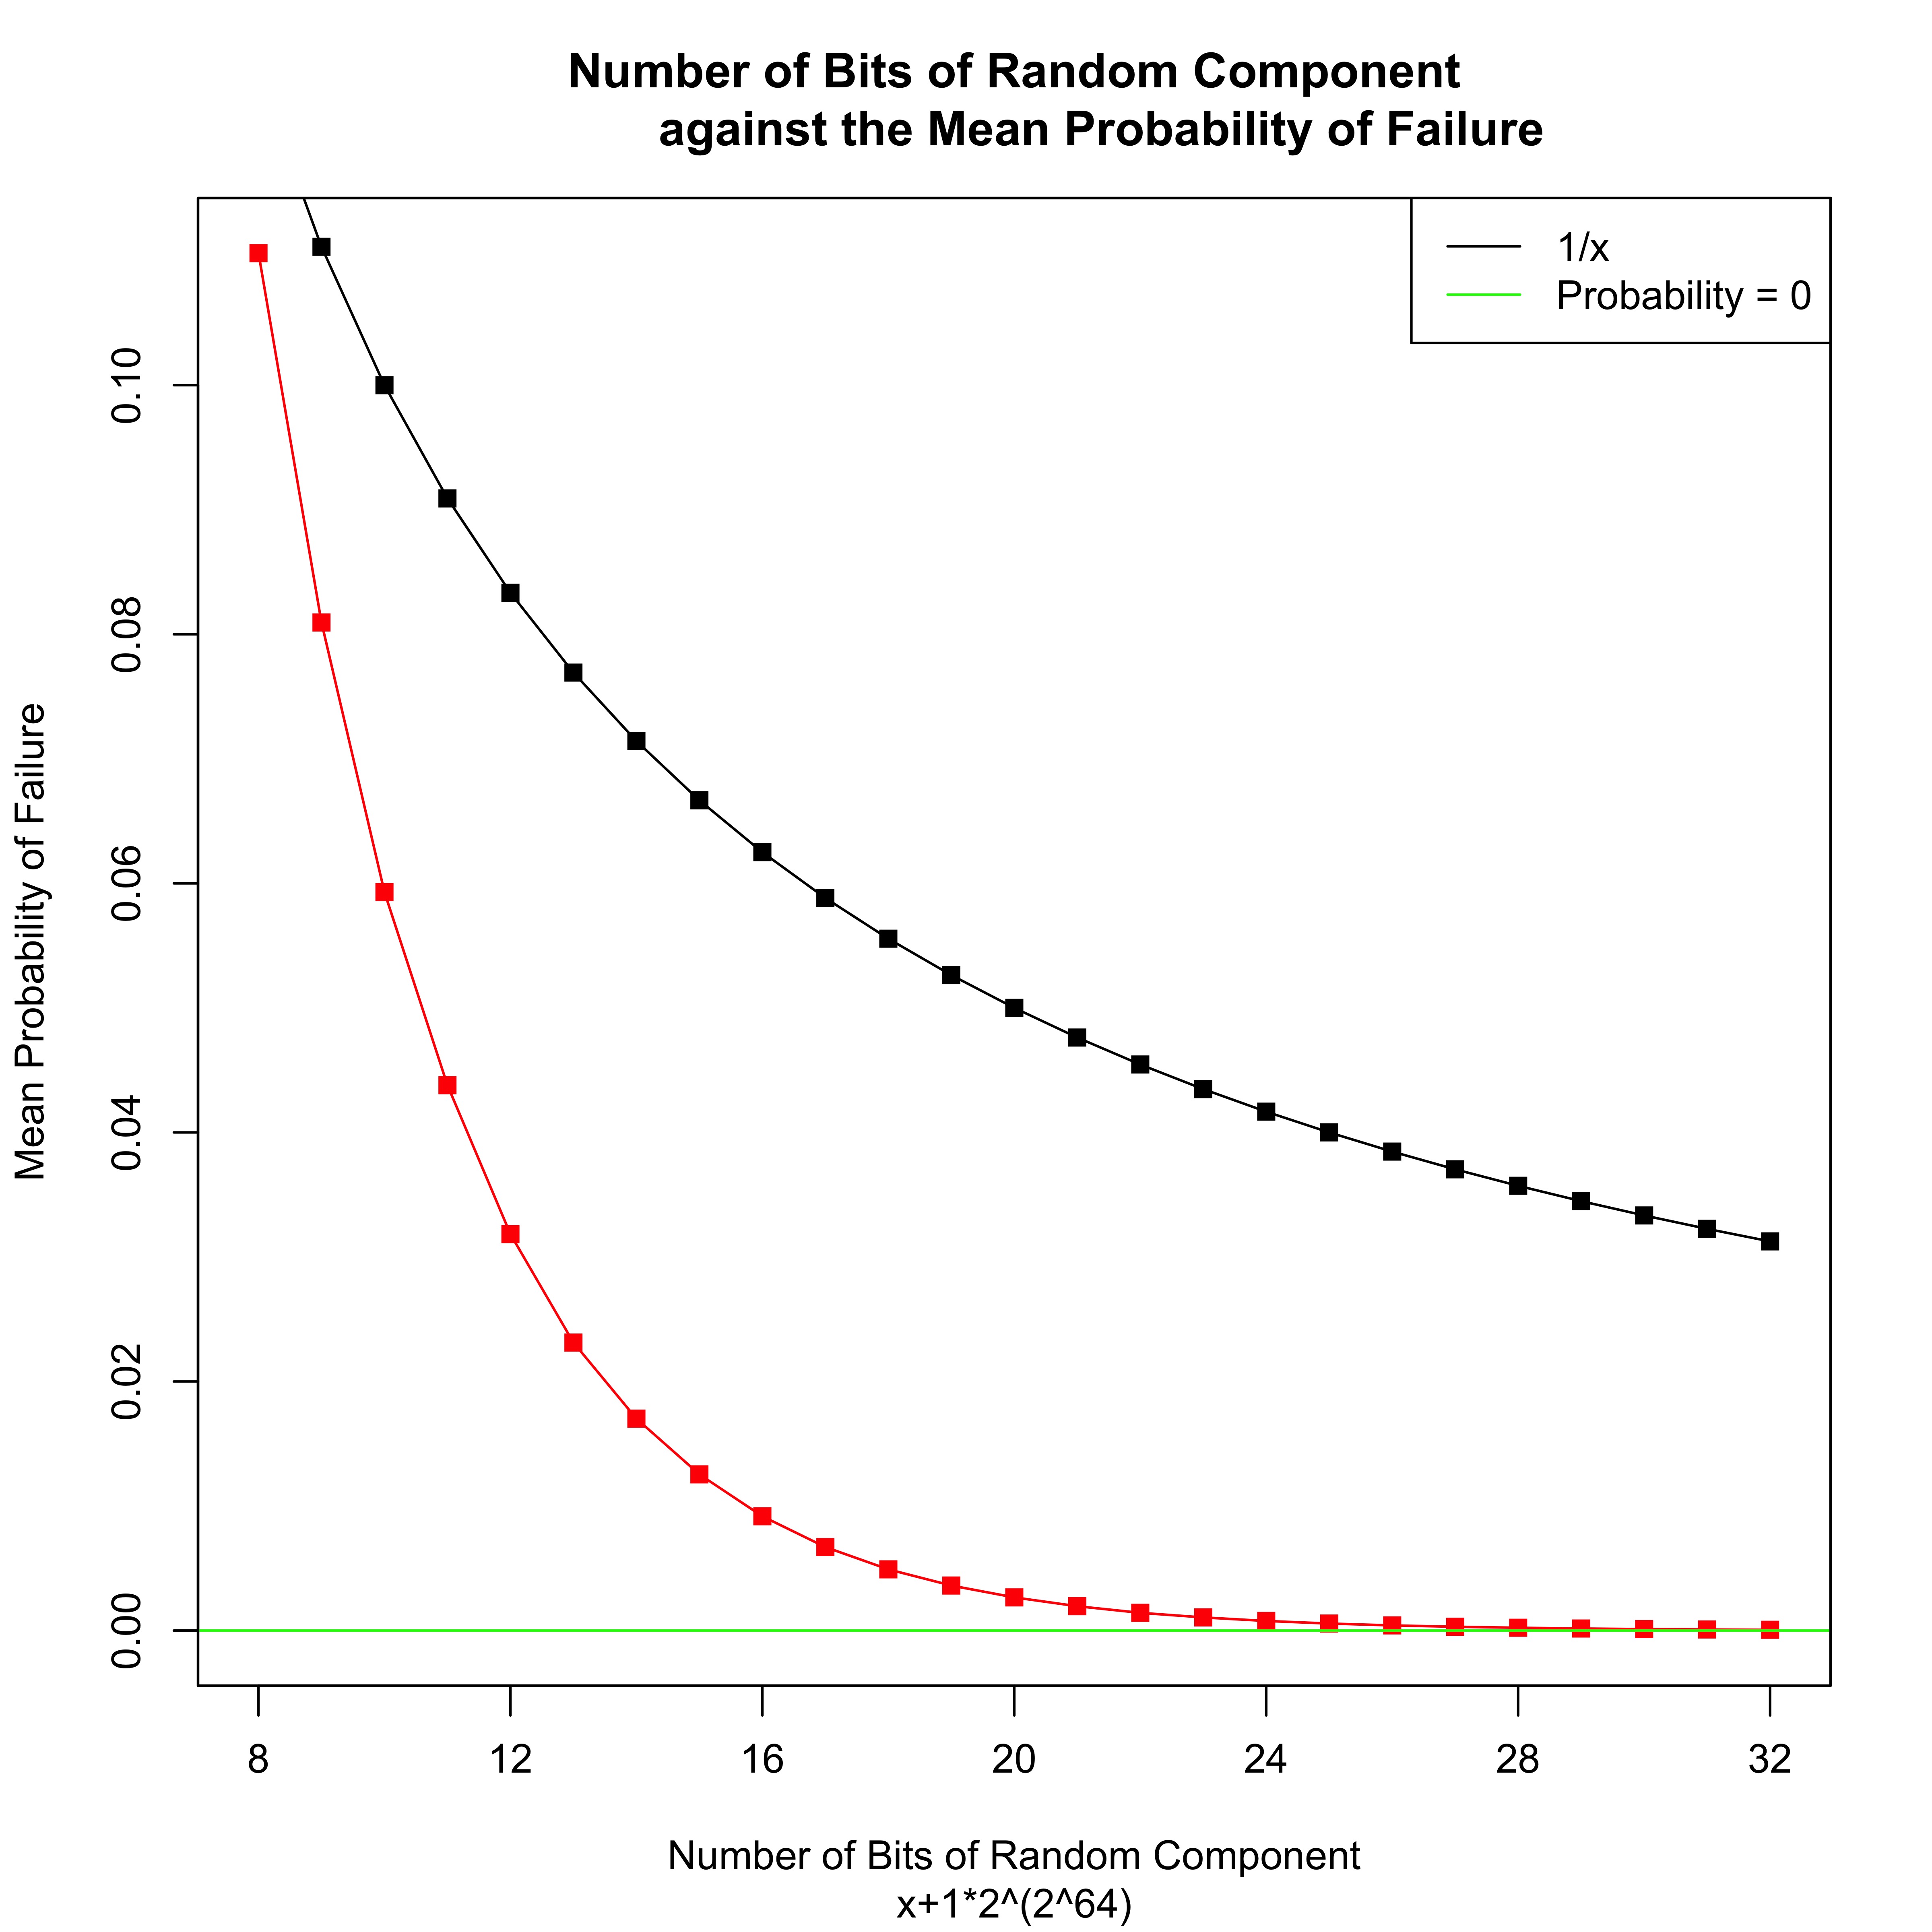 Number of Bits of Random Component
against the Mean Probability of Failure
1/x
Probability = 0
Mean Probability of Failure
0.10
0.08
0.06
0.04
0.02
0.00
8 12 16 20 24 28 32
Number of Bits of Random Component
x+1*2^(2^64)